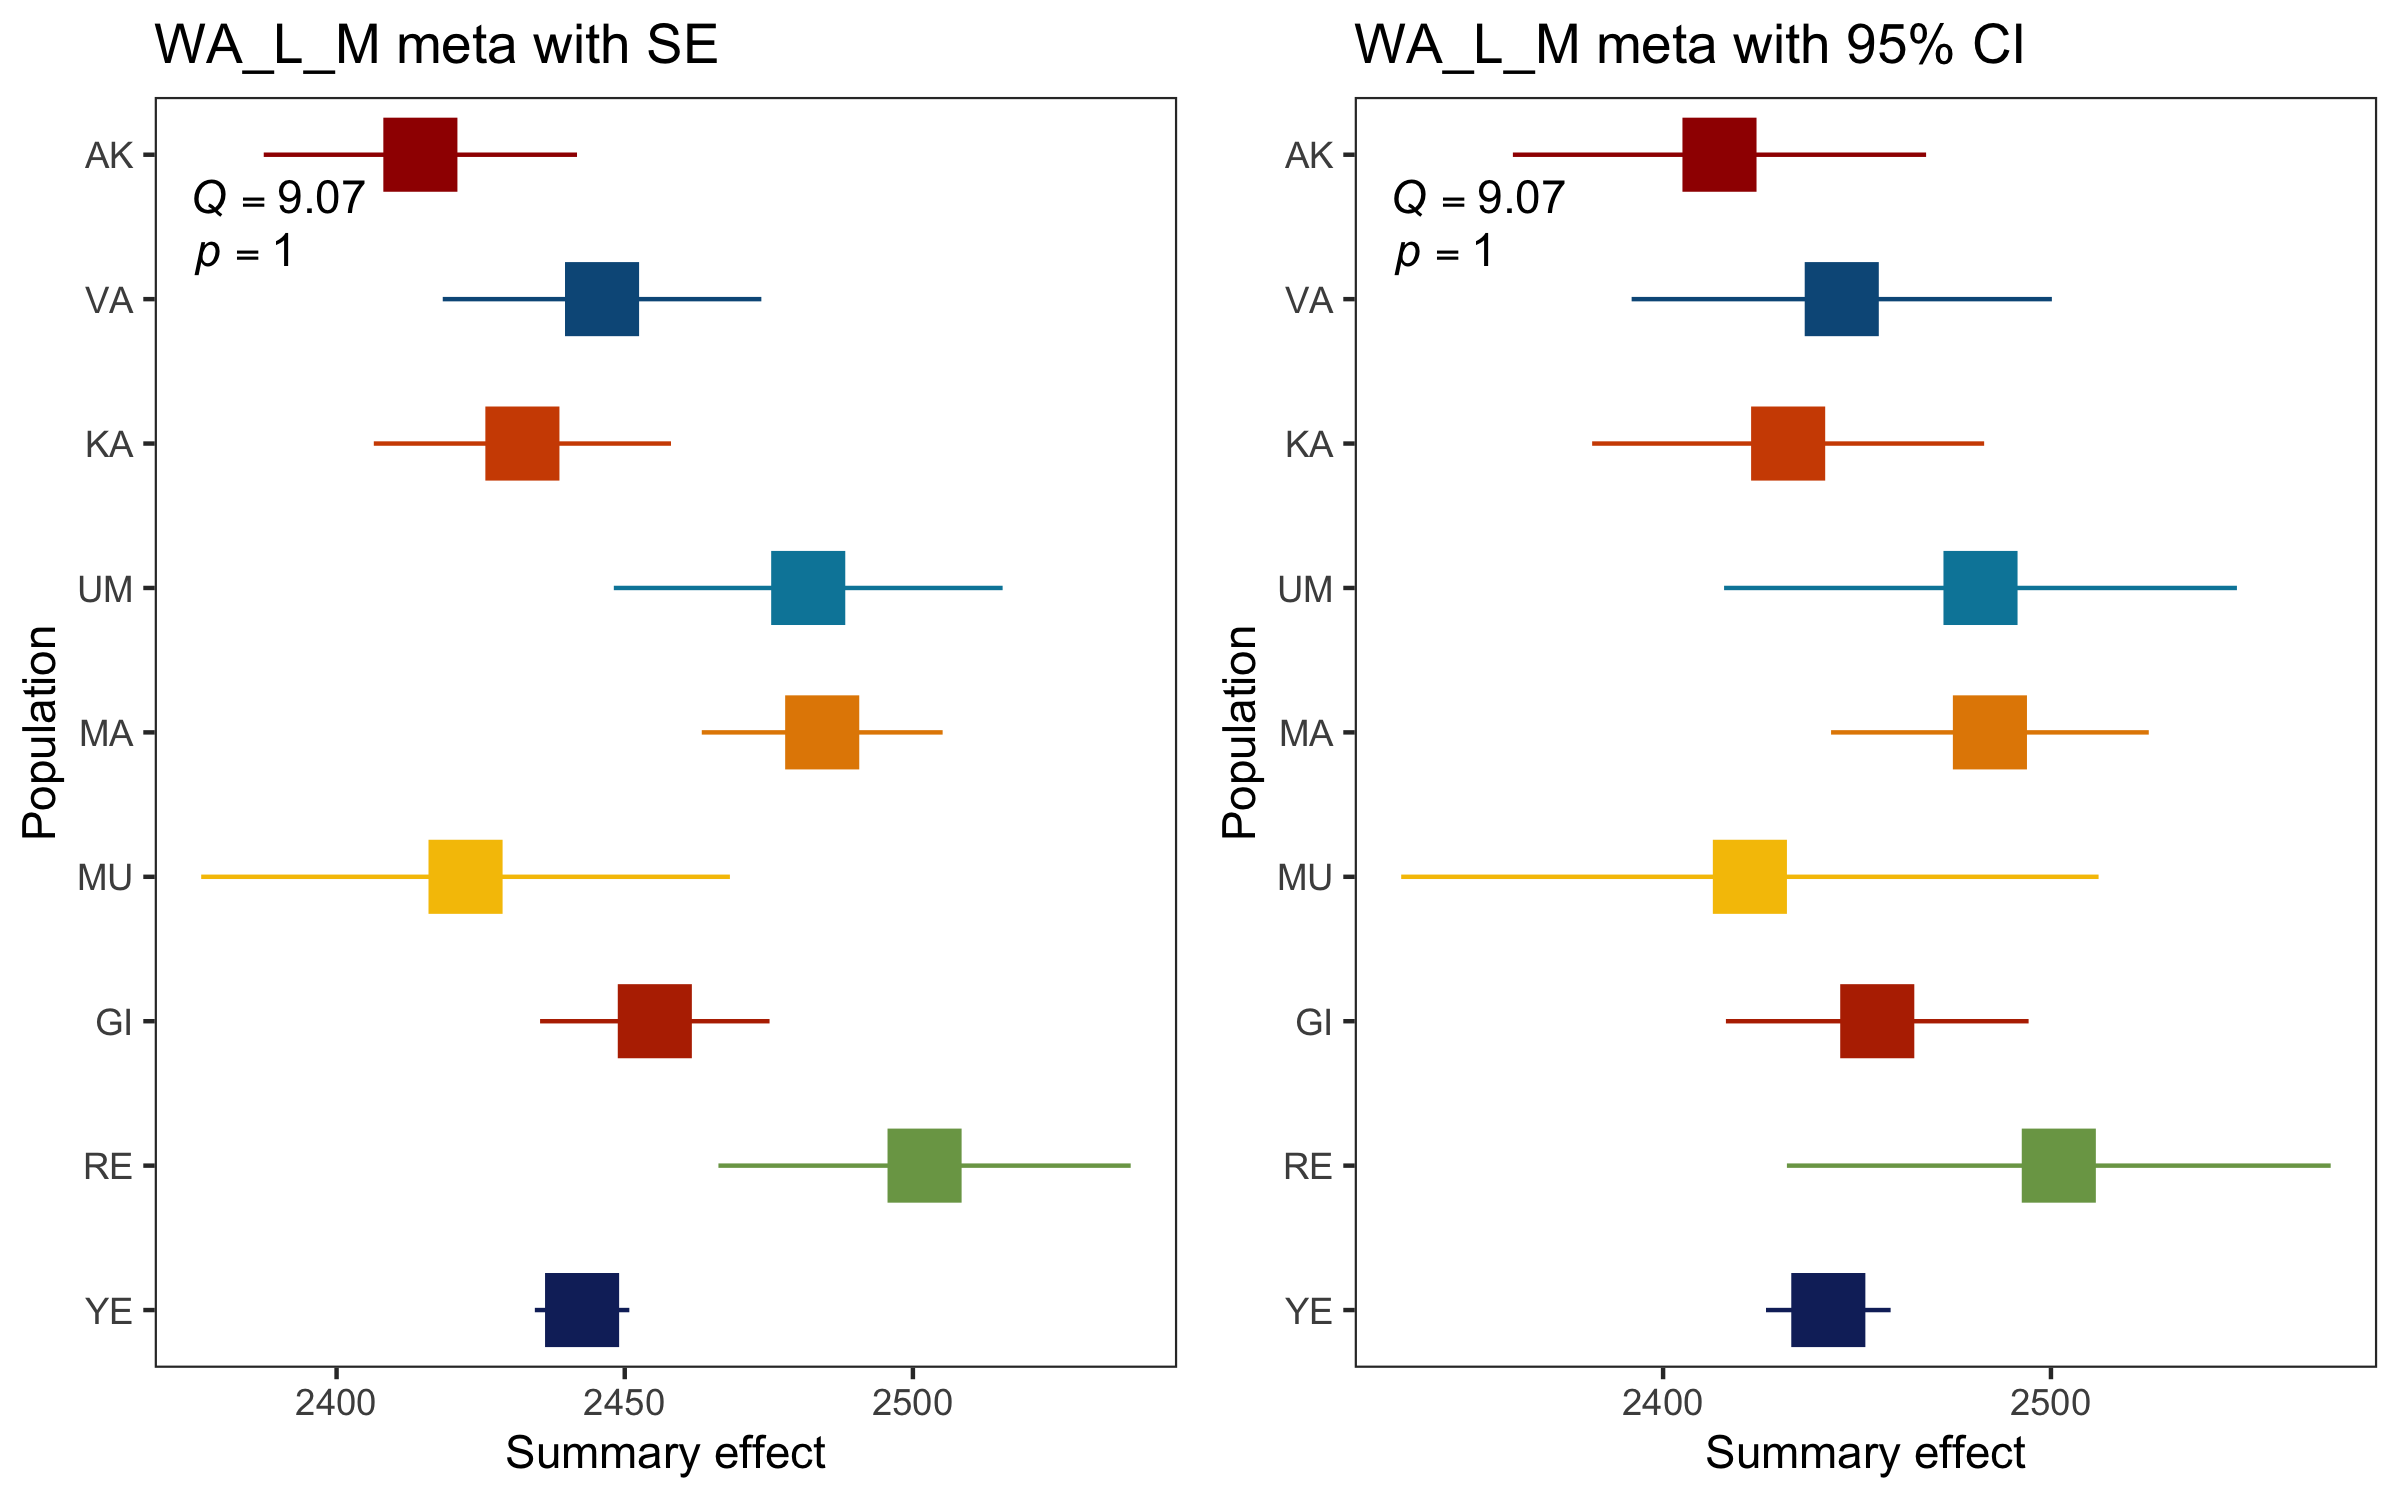 WA_L_M meta with SE
AK
Q = 9.07
p = 1
VA
KA
UM
MA
MU
GI
RE
YE
Population
2400
2450
2500
Summary effect
WA_L_M meta with 95% CI
AK
Q = 9.07
p = 1
VA
KA
UM
MA
MU
GI
RE
YE
Population
2400
2500
Summary effect